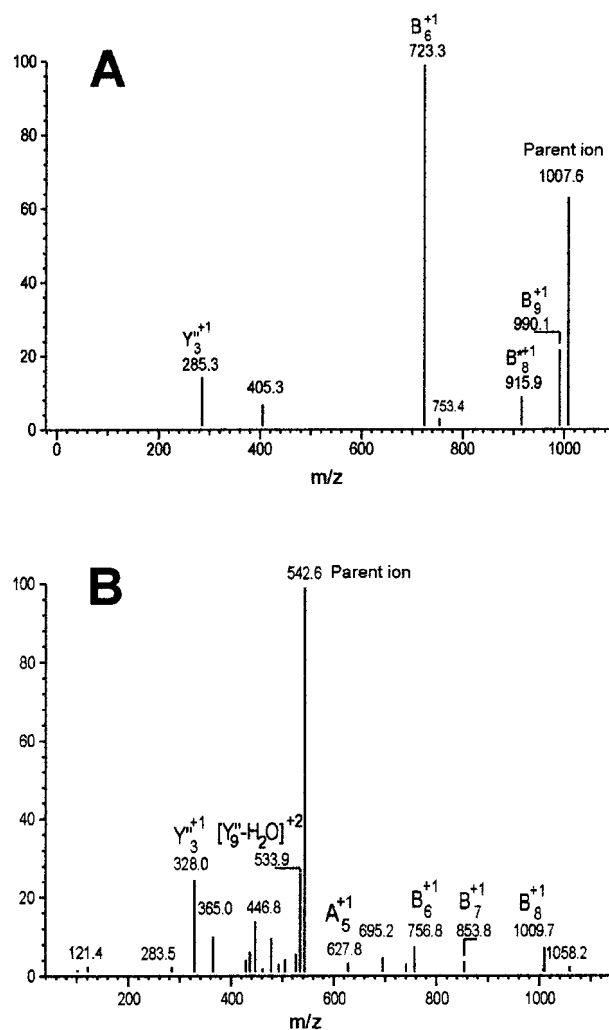 A
B₆⁺¹
723.3
Parent ion
1007.6
B₉⁺¹
990.1
B*₈⁺¹
915.9
Y"₃⁺¹
285.3
405.3
753.4
100
80
60
40
20
0
0 200 400 600 800 1000
m/z
B
542.6 Parent ion
Y"₃⁺¹
328.0
[Y"₉-H₂O]⁺²
533.9
365.0
446.8
A₅⁺¹
627.8
695.2
B₆⁺¹
756.8
B₇⁺¹
853.8
B₈⁺¹
1009.7
121.4
283.5
1058.2
100
80
60
40
20
0
200 400 600 800 1000
m/z